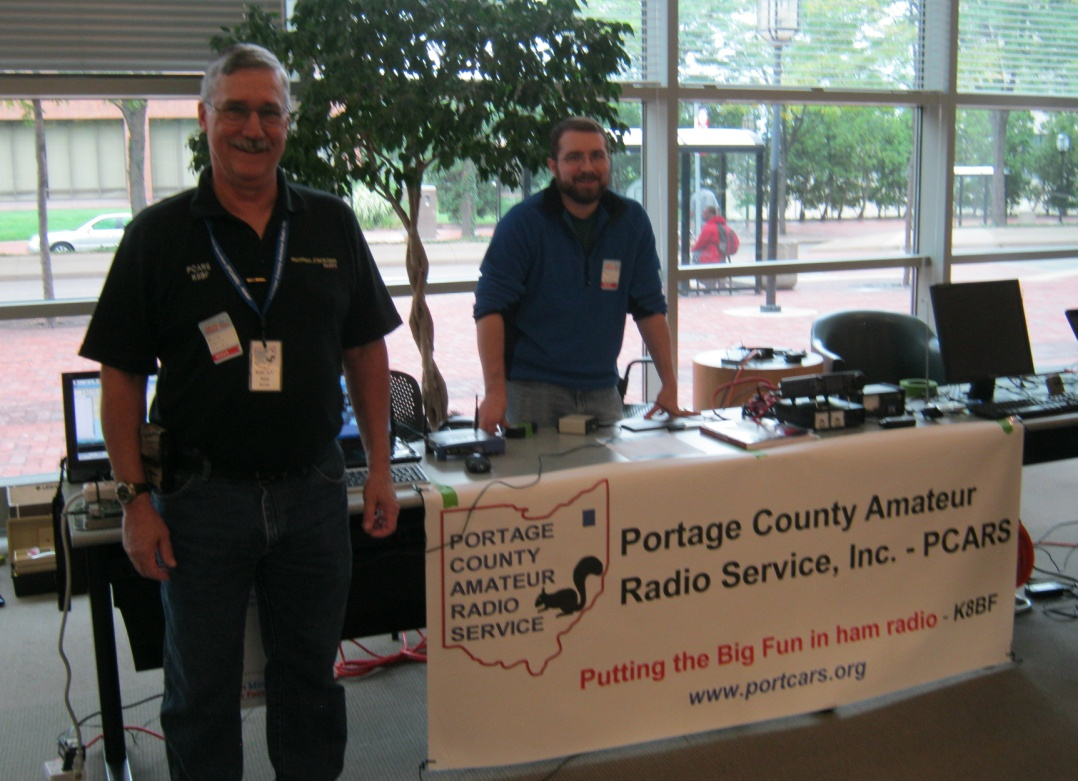 PCARS
K8BF
PORTAGE
COUNTY
AMATEUR
RADIO
SERVICE
Portage County Amateur
Radio Service, Inc. - PCARS
Putting the Big Fun in ham radio - K8BF
www.portcars.org